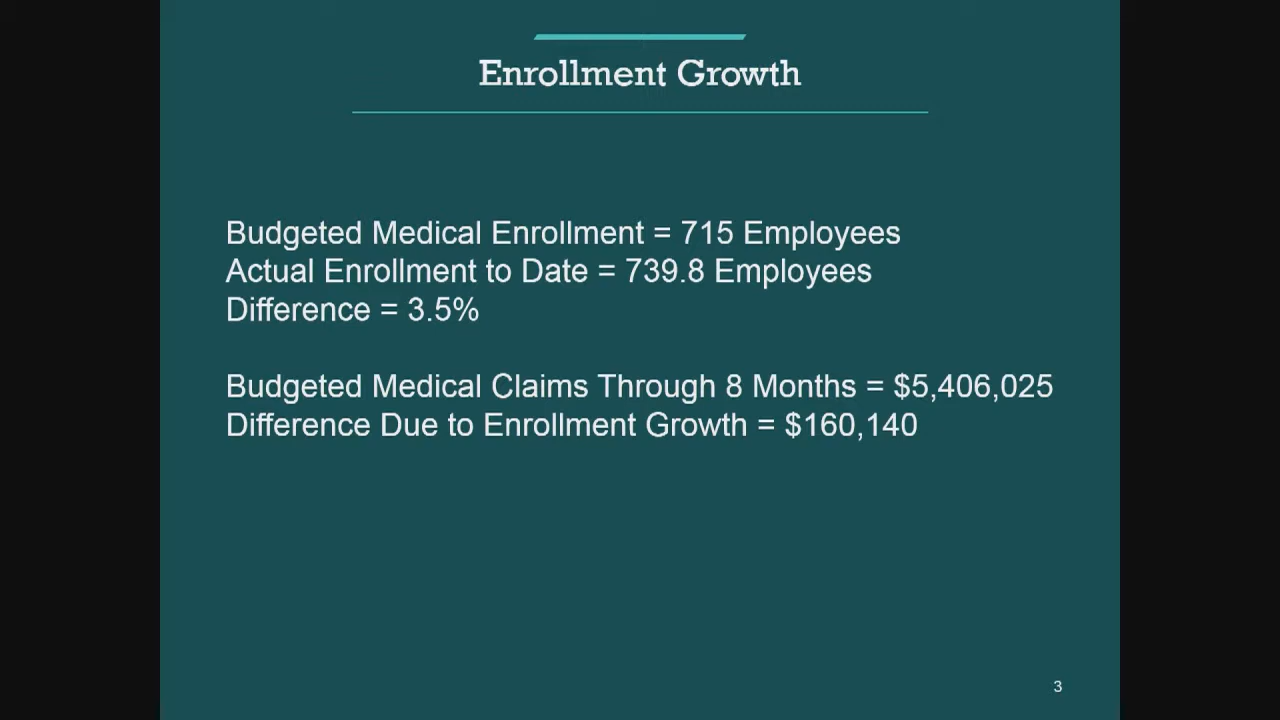 Enrollment Growth
Budgeted Medical Enrollment = 715 Employees
Actual Enrollment to Date = 739.8 Employees
Difference = 3.5%
Budgeted Medical Claims Through 8 Months = $5,406,025
Difference Due to Enrollment Growth = $160,140
3